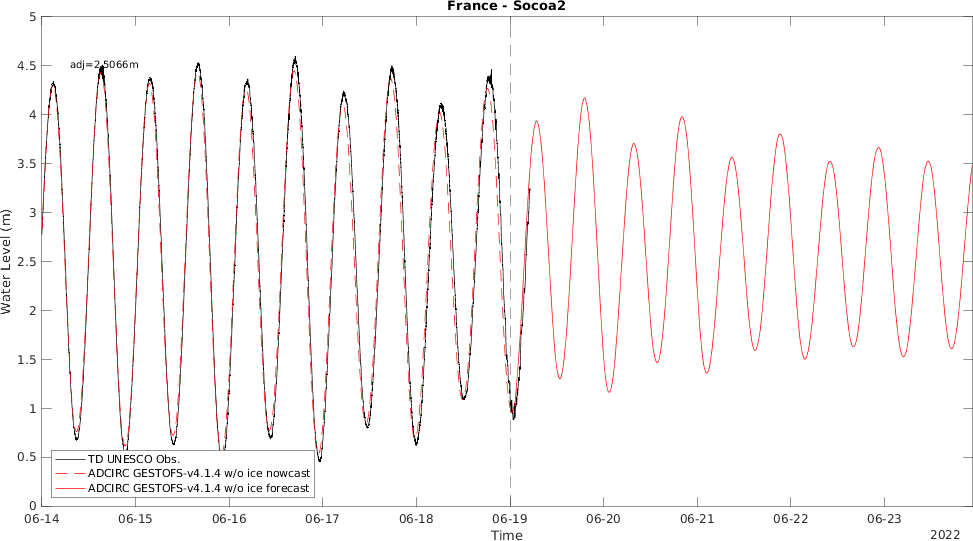 France - Socoa2
5
4.5
4
3.5
3
2.5
2
1.5
1
0.5
0
Water Level (m)
adj=2.5066m
TD UNESCO Obs.
ADCIRC GESTOFS-v4.1.4 w/o ice nowcast
ADCIRC GESTOFS-v4.1.4 w/o ice forecast
06-14 06-15 06-16 06-17 06-18 06-19 06-20 06-21 06-22 06-23
Time
2022